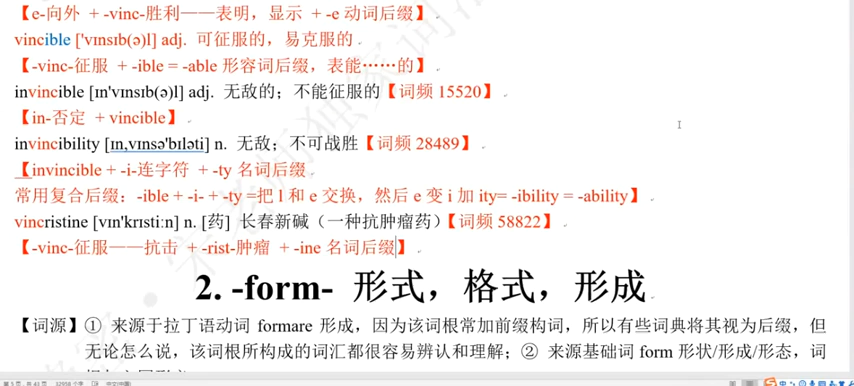 【e-向外 + -vinc-胜利——表明，显示 + -e 动词后缀】
vincible ['vɪnsɪb(ə)l] adj. 可征服的，易克服的
【-vinc-征服 + -ible = -able 形容词后缀，表能……的】
invincible [ɪn'vɪnsɪb(ə)l] adj. 无敌的；不能征服的【词频 15520】
【in-否定 + vincible】
invincibility [ɪn,vɪnsə'bɪləti] n. 无敌；不可战胜【词频 28489】
【invincible + -i-连字符 + -ty 名词后缀
常用复合后缀：-ible + -i- + -ty =把 l 和 e 交换，然后 e 变 i 加 ity= -ibility = -ability】
vincristine [vɪn'krɪstiːn] n. [药] 长春新碱（一种抗肿瘤药）【词频 58822】
【-vinc-征服——抗击 + -rist-肿瘤 + -ine 名词后缀】
2. -form- 形式，格式，形成
【词源】① 来源于拉丁语动词 formare 形成，因为该词根常加前缀构词，所以有些词典将其视为后缀，但
无论怎么说，该词根所构成的词汇都很容易辨认和理解；② 来源基础词 form 形状/形成/形态，词